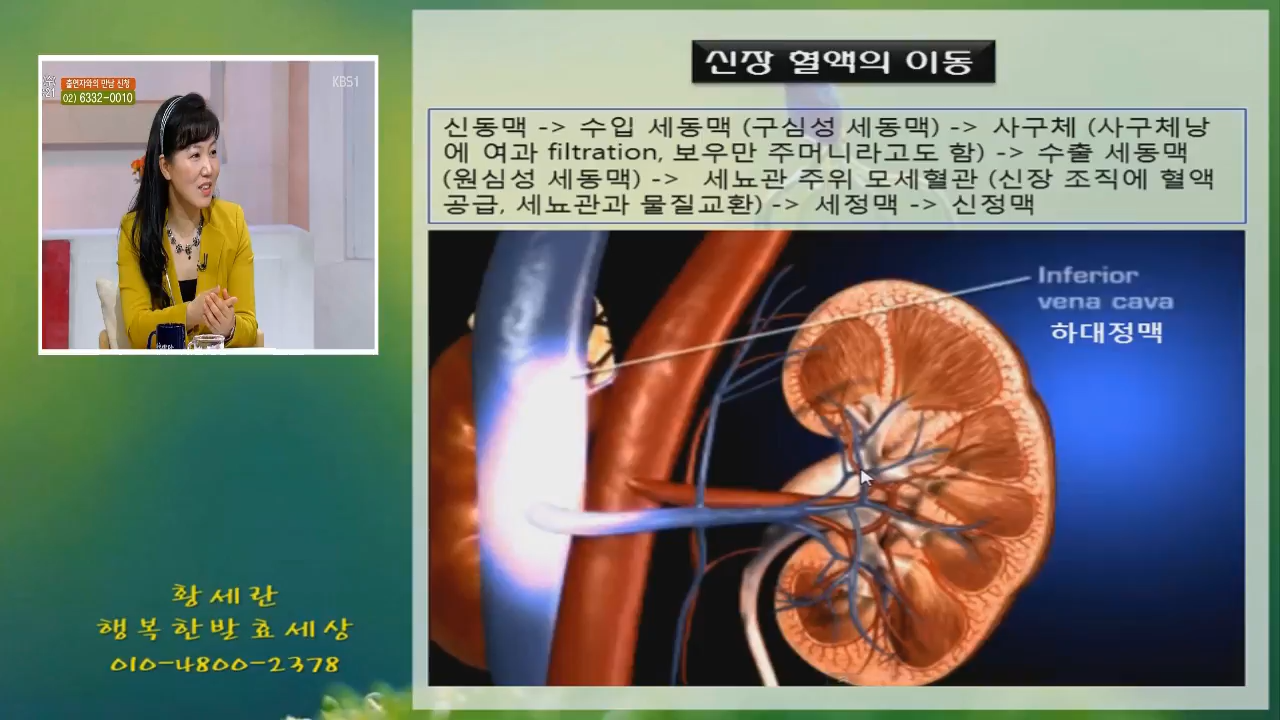 출연자와의 만남 신청
02) 6332-0010
KBS1
신장 혈액의 이동
신동맥 -> 수입 세동맥 (구심성 세동맥) -> 사구체 (사구체낭
에 여과 filtration, 보우만 주머니라고도 함) -> 수출 세동맥
(원심성 세동맥) -> 세뇨관 주위 모세혈관 (신장 조직에 혈액
공급, 세뇨관과 물질교환) -> 세정맥 -> 신정맥
Inferior
vena cava
하대정맥
황세란
행복한발효세상
010-4800-2378